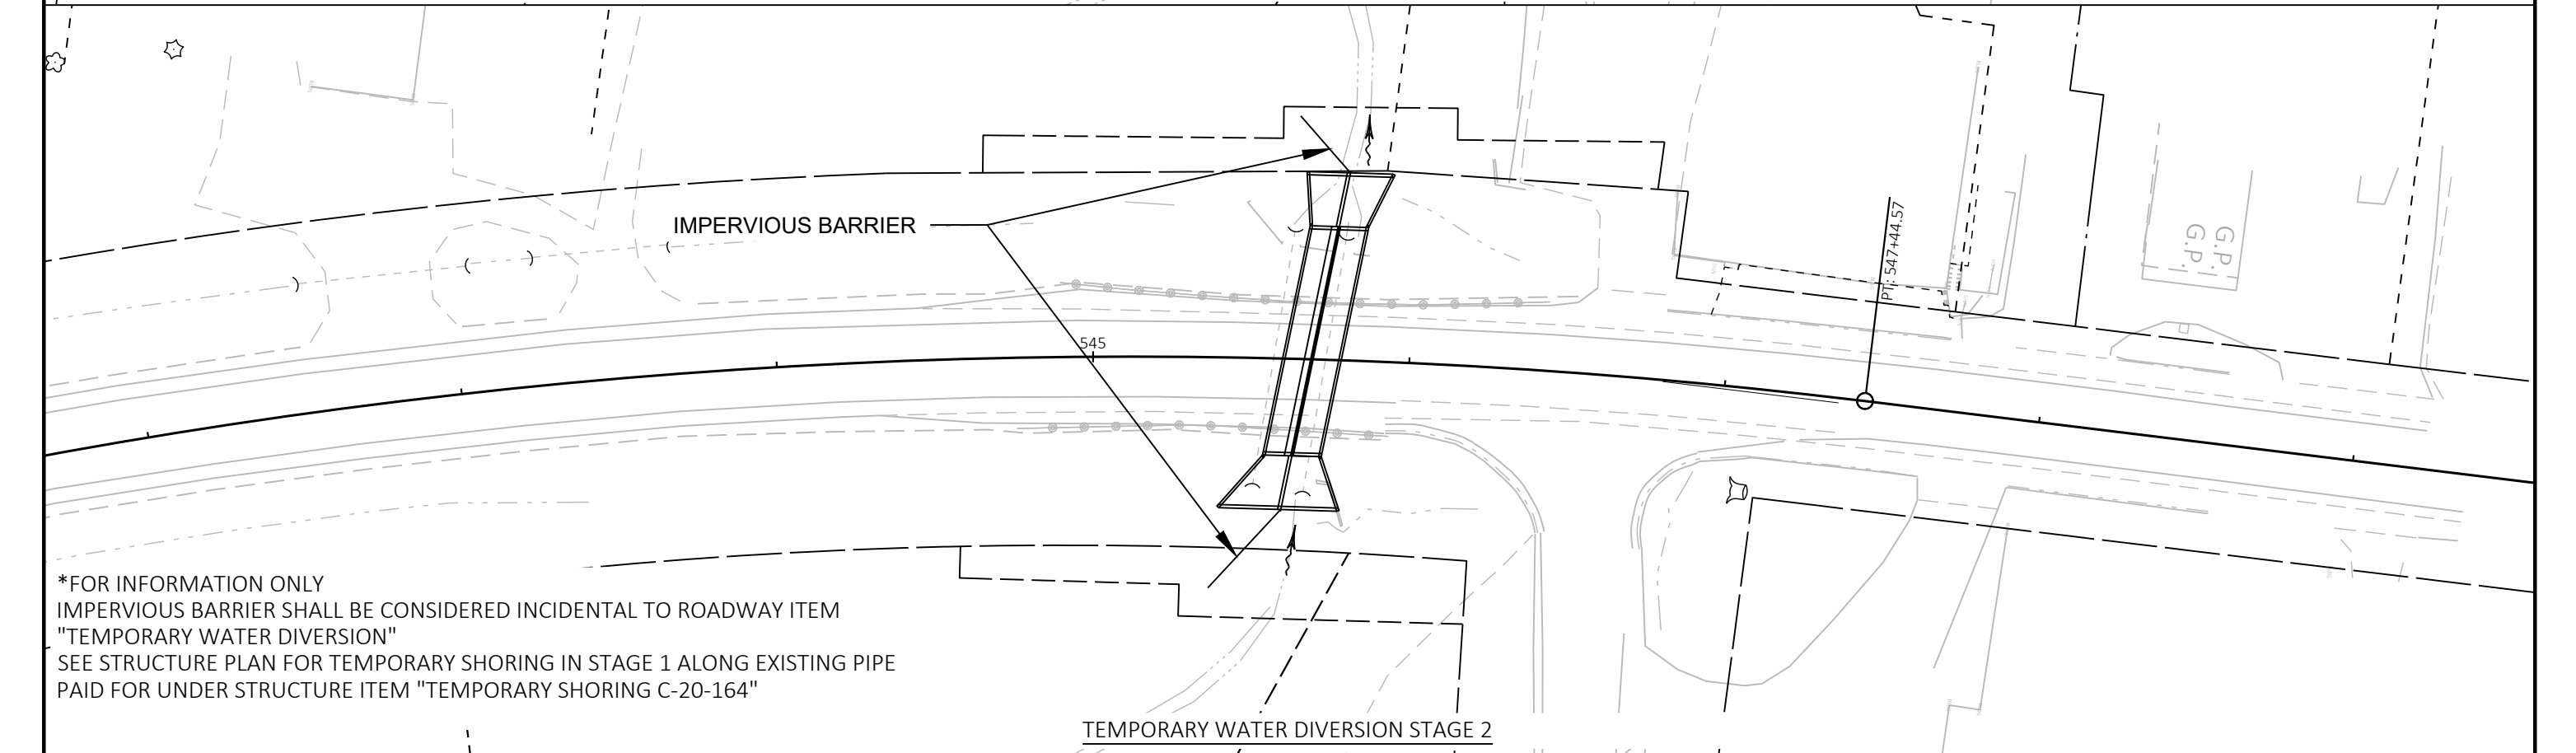 IMPERVIOUS BARRIER
545
PT: 547+44.57
G.P.
G.P.
*FOR INFORMATION ONLY
IMPERVIOUS BARRIER SHALL BE CONSIDERED INCIDENTAL TO ROADWAY ITEM
"TEMPORARY WATER DIVERSION"
SEE STRUCTURE PLAN FOR TEMPORARY SHORING IN STAGE 1 ALONG EXISTING PIPE
PAID FOR UNDER STRUCTURE ITEM "TEMPORARY SHORING C-20-164"
TEMPORARY WATER DIVERSION STAGE 2